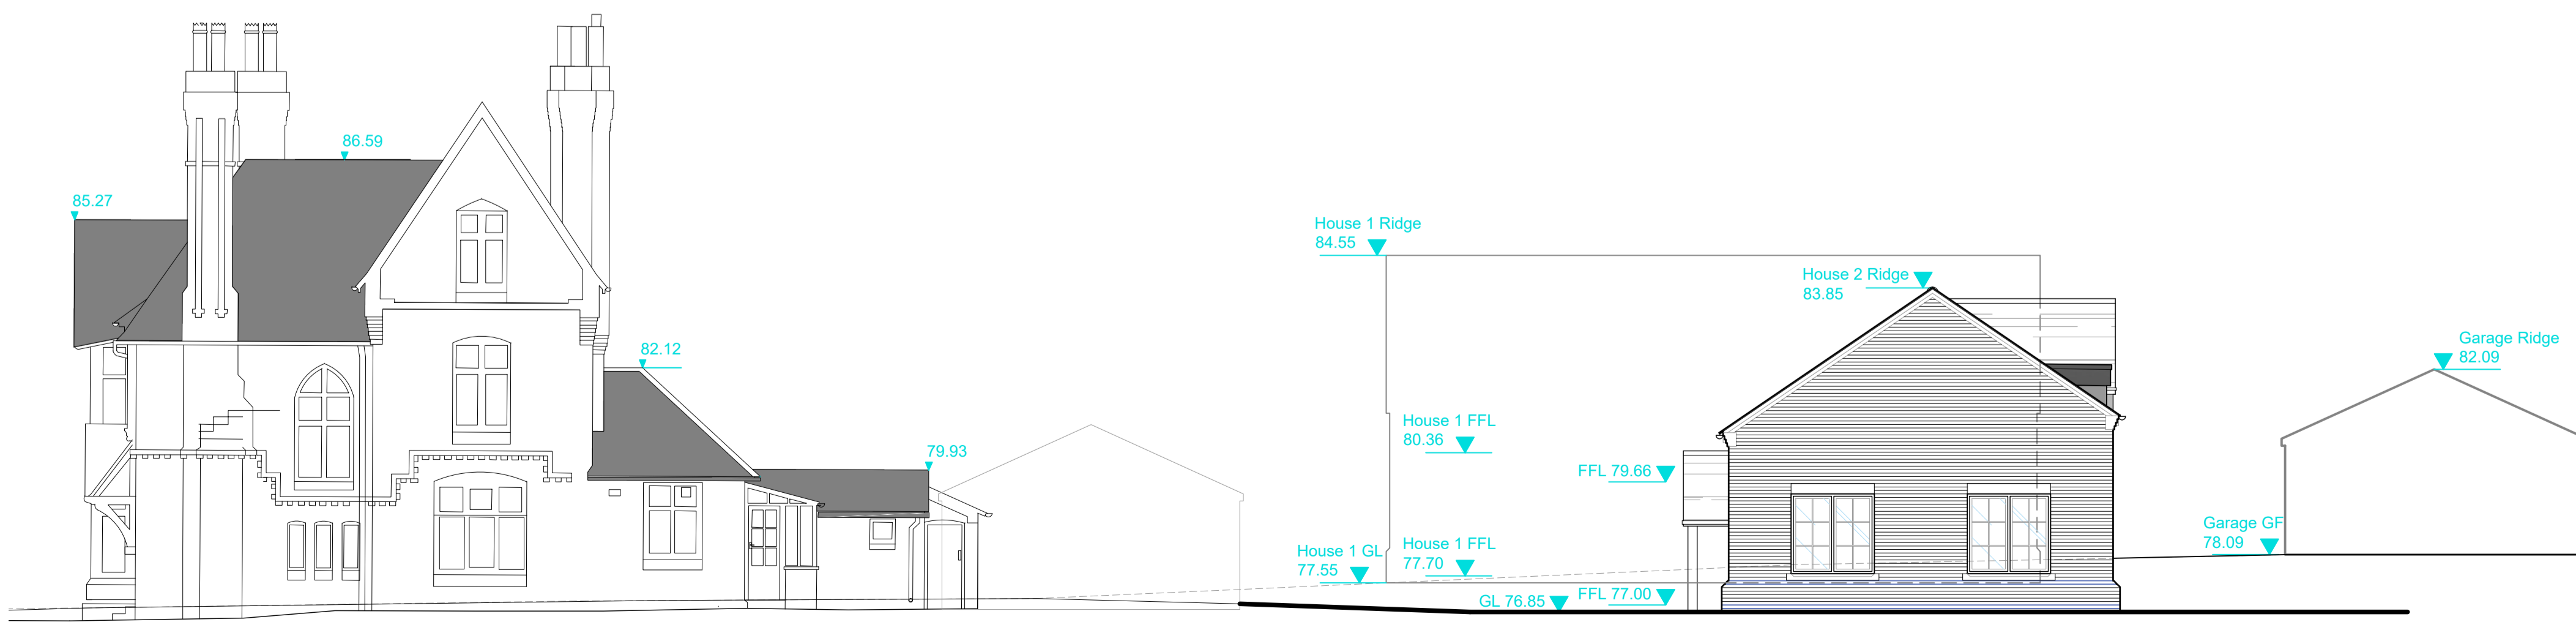 86.59
85.27
82.12
79.93
House 1 Ridge
84.55
House 2 Ridge
83.85
House 1 FFL
80.36
FFL 79.66
House 1 GL
77.55
House 1 FFL
77.70
GL 76.85
FFL 77.00
Garage Ridge
82.09
Garage GF
78.09